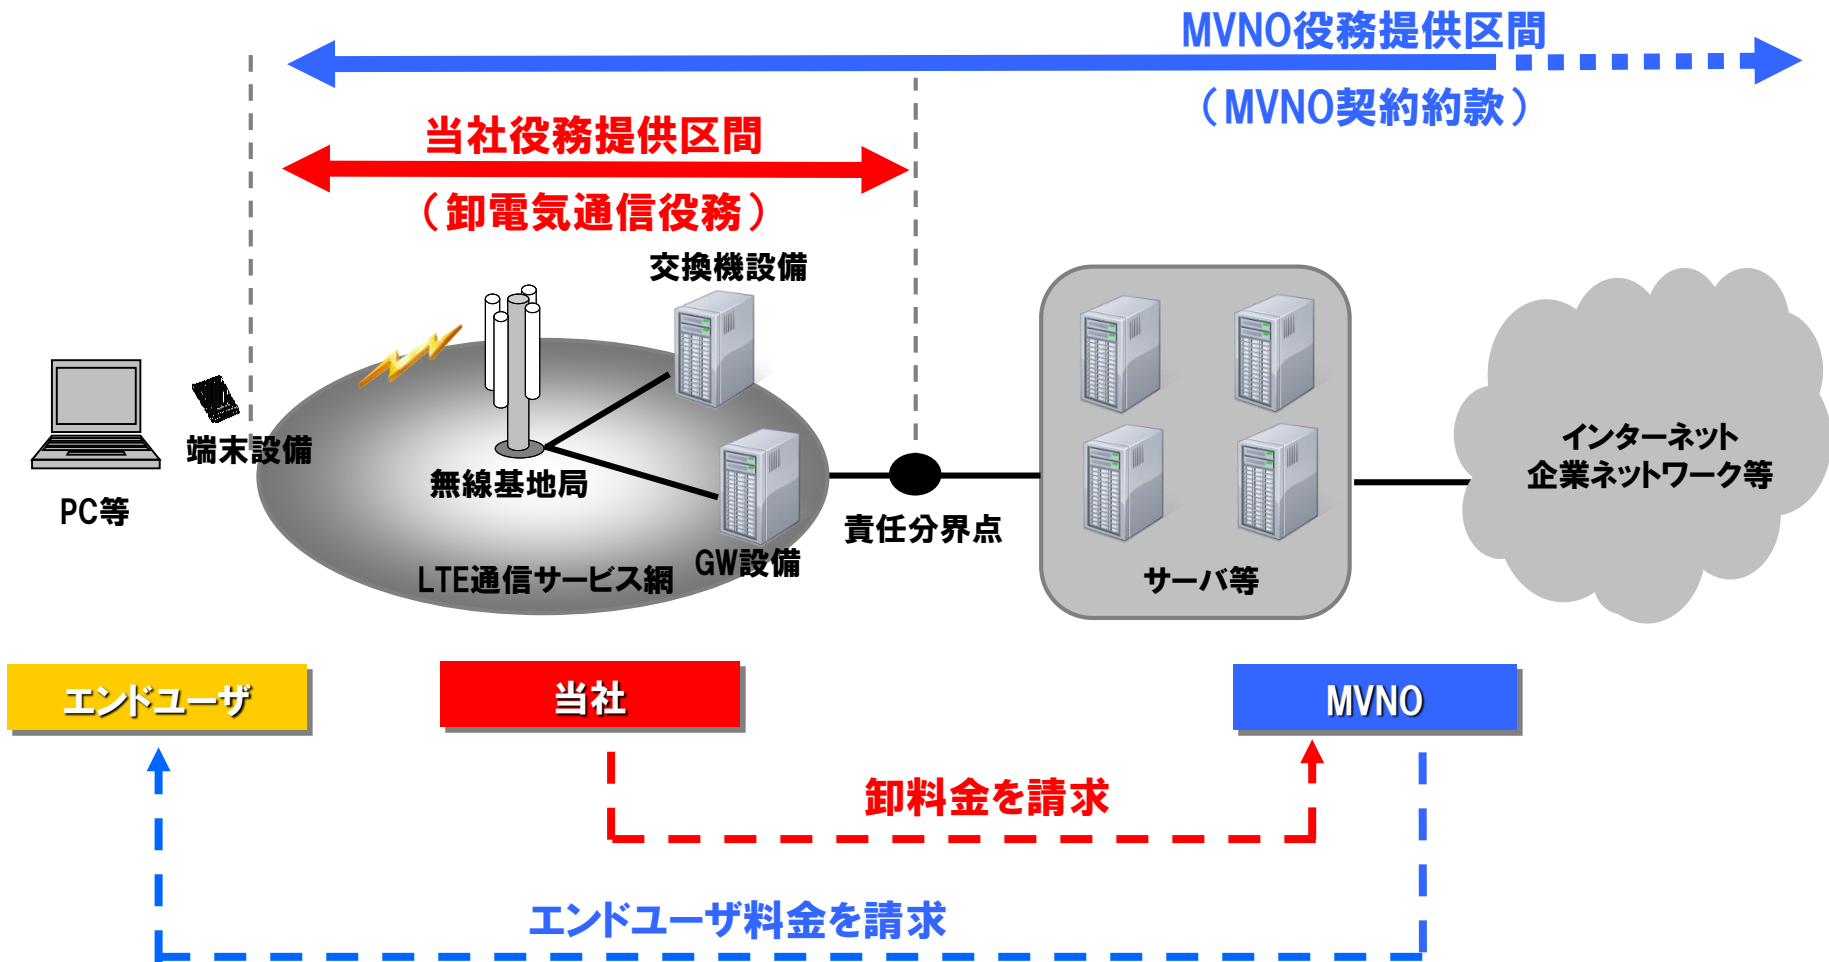 MVNO役務提供区間
（MVNO契約約款）
当社役務提供区間
（卸電気通信役務）
交換機設備
端末設備
無線基地局
PC等
GW設備
LTE通信サービス網
責任分界点
サーバ等
インターネット
企業ネットワーク等
エンドユーザ
当社
MVNO
卸料金を請求
エンドユーザ料金を請求